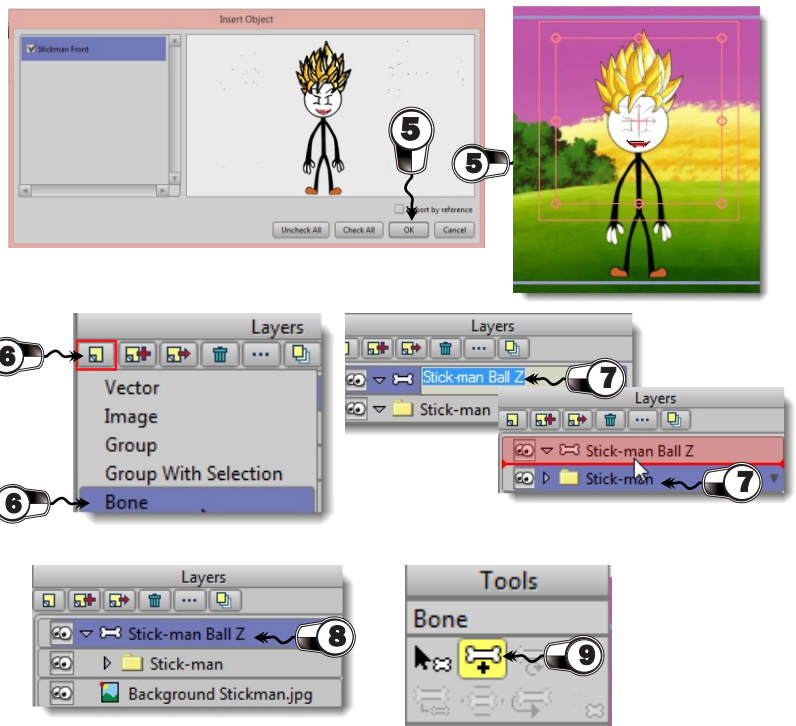 Insert Object
Stickman Front
5
5
port by reference
Uncheck All
Check All
OK
Cancel
6
Layers
Vector
Image
Group
Group With Selection
6
Bone
Layers
Stick-man Ball Z
7
Stick-man
Layers
Stick-man Ball Z
Stick-man
7
Layers
Stick-man Ball Z
8
Stick-man
Background Stickman.jpg
Tools
Bone
9